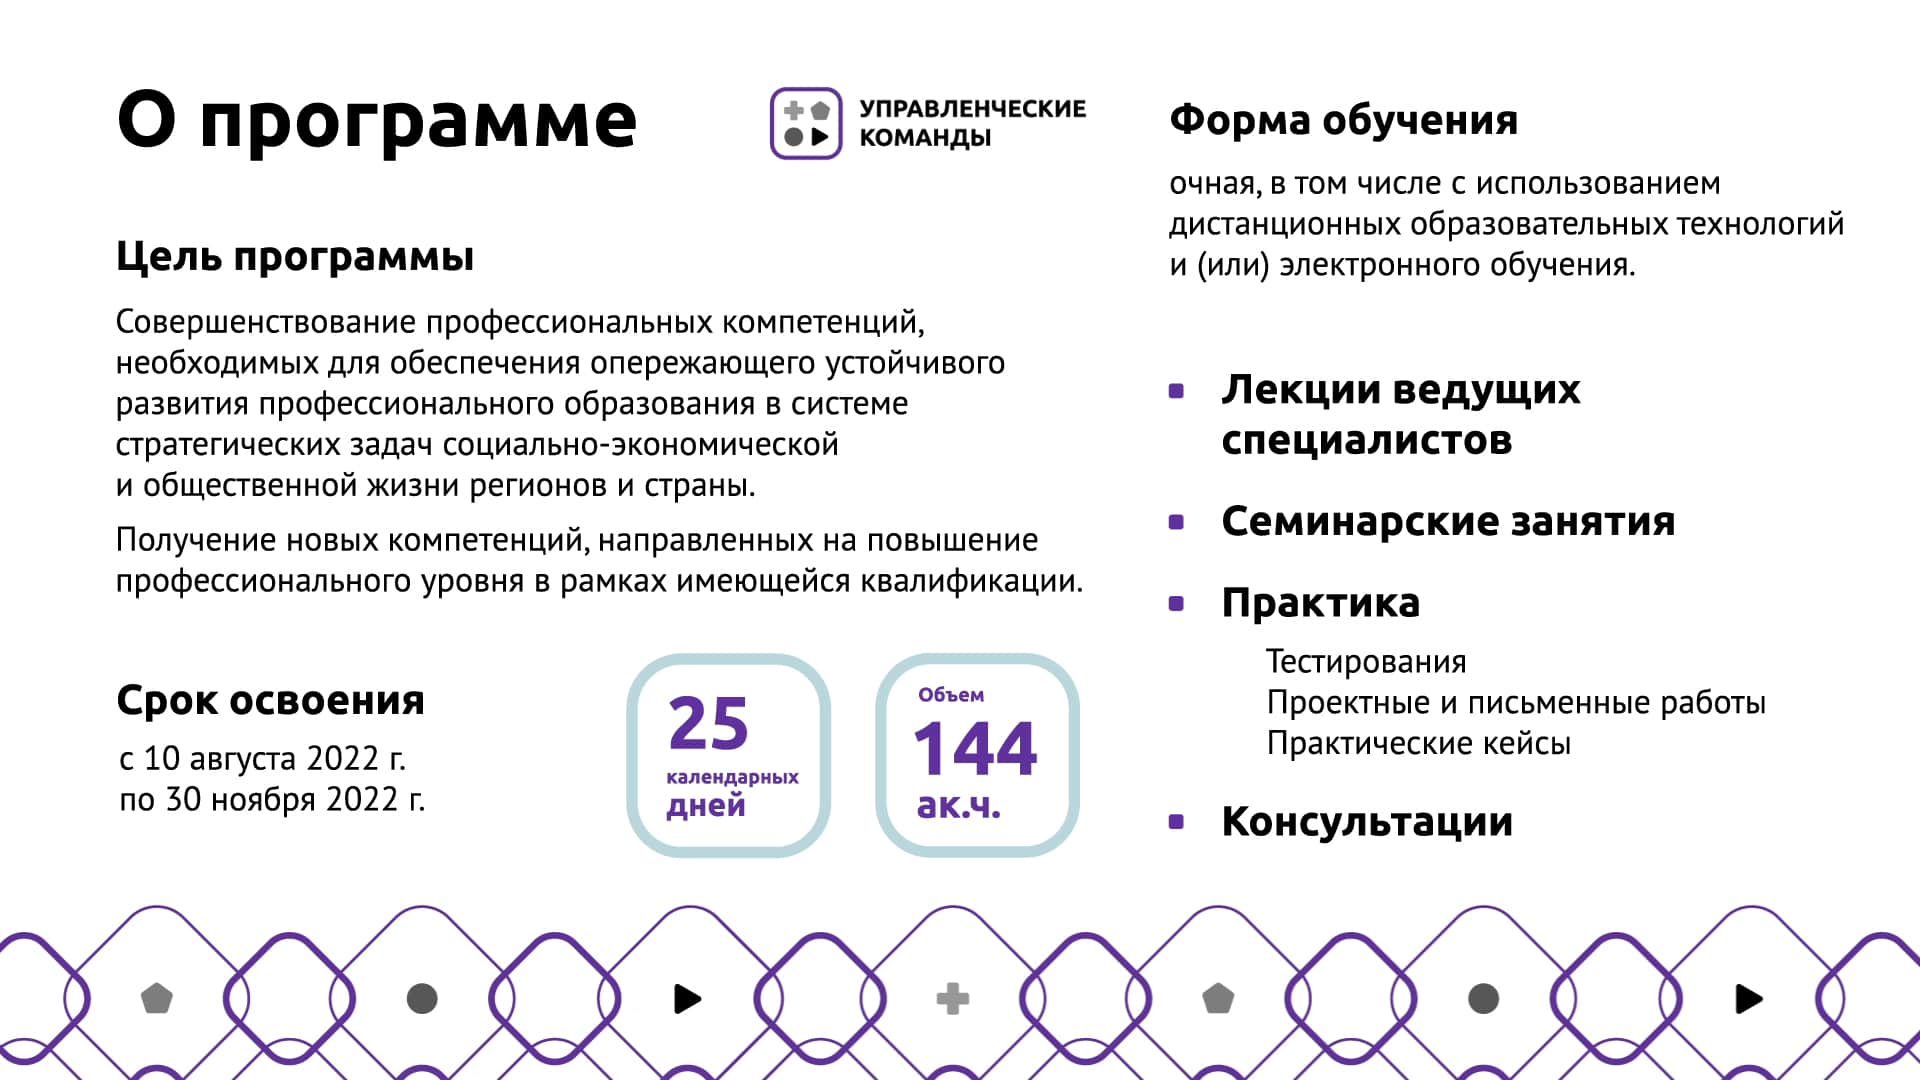 О программе
УПРАВЛЕНЧЕСКИЕ
КОМАНДЫ
Цель программы
Совершенствование профессиональных компетенций,
необходимых для обеспечения опережающего устойчивого
развития профессионального образования в системе
стратегических задач социально-экономической
и общественной жизни регионов и страны.
Получение новых компетенций, направленных на повышение
профессионального уровня в рамках имеющейся квалификации.
Срок освоения
с 10 августа 2022 г.
по 30 ноября 2022 г.
25
календарных
дней
Объем
144
ак.ч.
Форма обучения
очная, в том числе с использованием
дистанционных образовательных технологий
и (или) электронного обучения.
Лекции ведущих
специалистов
Семинарские занятия
Практика
Тестирования
Проектные и письменные работы
Практические кейсы
Консультации